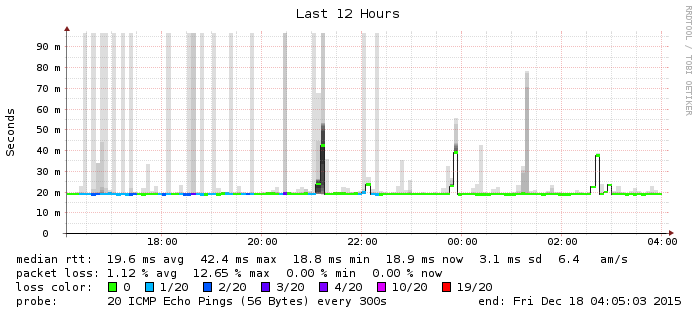 Last 12 Hours
RRDTOOL / TOBI OETIKER
Seconds
90 m
80 m
70 m
60 m
50 m
40 m
30 m
20 m
10 m
0
18:00 20:00 22:00 00:00 02:00 04:00
median rtt: 19.6 ms avg 42.4 ms max 18.8 ms min 18.9 ms now 3.1 ms sd 6.4 am/s
packet loss: 1.12 % avg 12.65 % max 0.00 % min 0.00 % now
loss color: 0 1/20 2/20 3/20 4/20 10/20 19/20
probe: 20 ICMP Echo Pings (56 Bytes) every 300s end: Fri Dec 18 04:05:03 2015